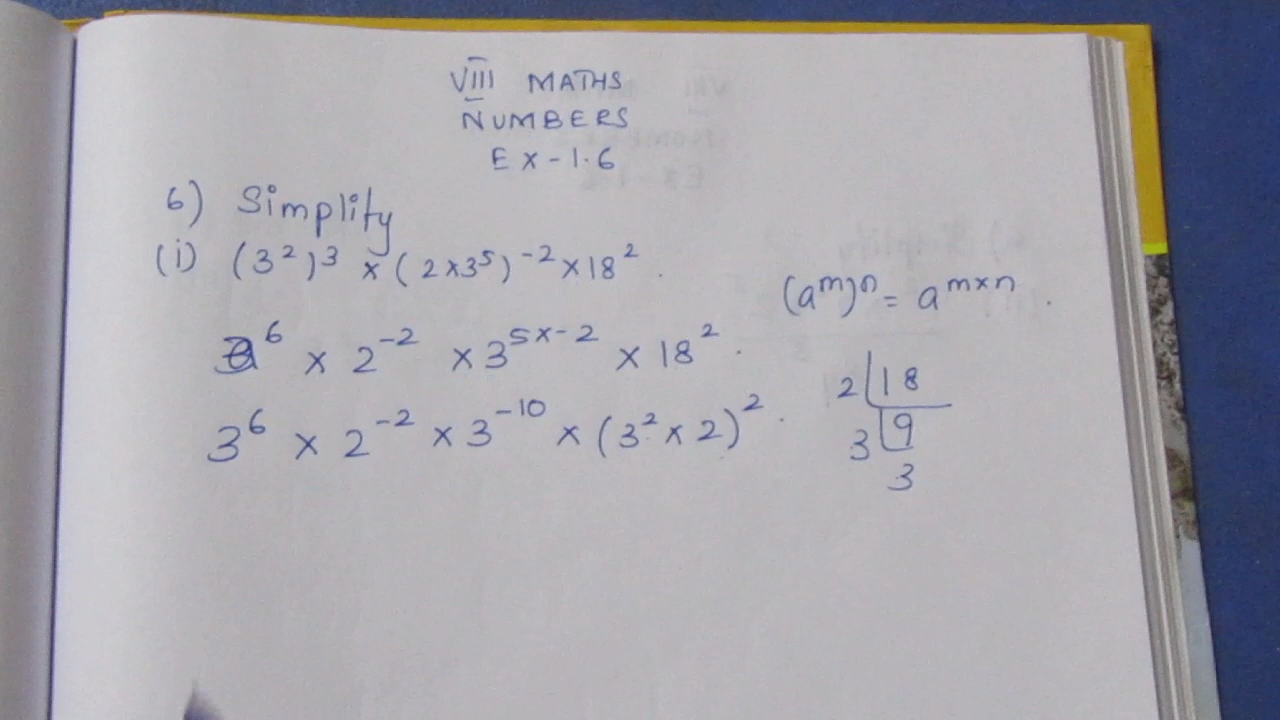 VIII MATHS
NUMBERS
Ex-1.6
6) Simplify
(i) (3²)³ × (2×3⁵)⁻² × 18².
(aᵐ)ⁿ = aᵐˣⁿ.
3⁶ × 2⁻² × 3⁵ˣ⁻² × 18².
2 18
3⁶ × 2⁻² × 3⁻¹⁰ × (3²×2)².
3 9
3